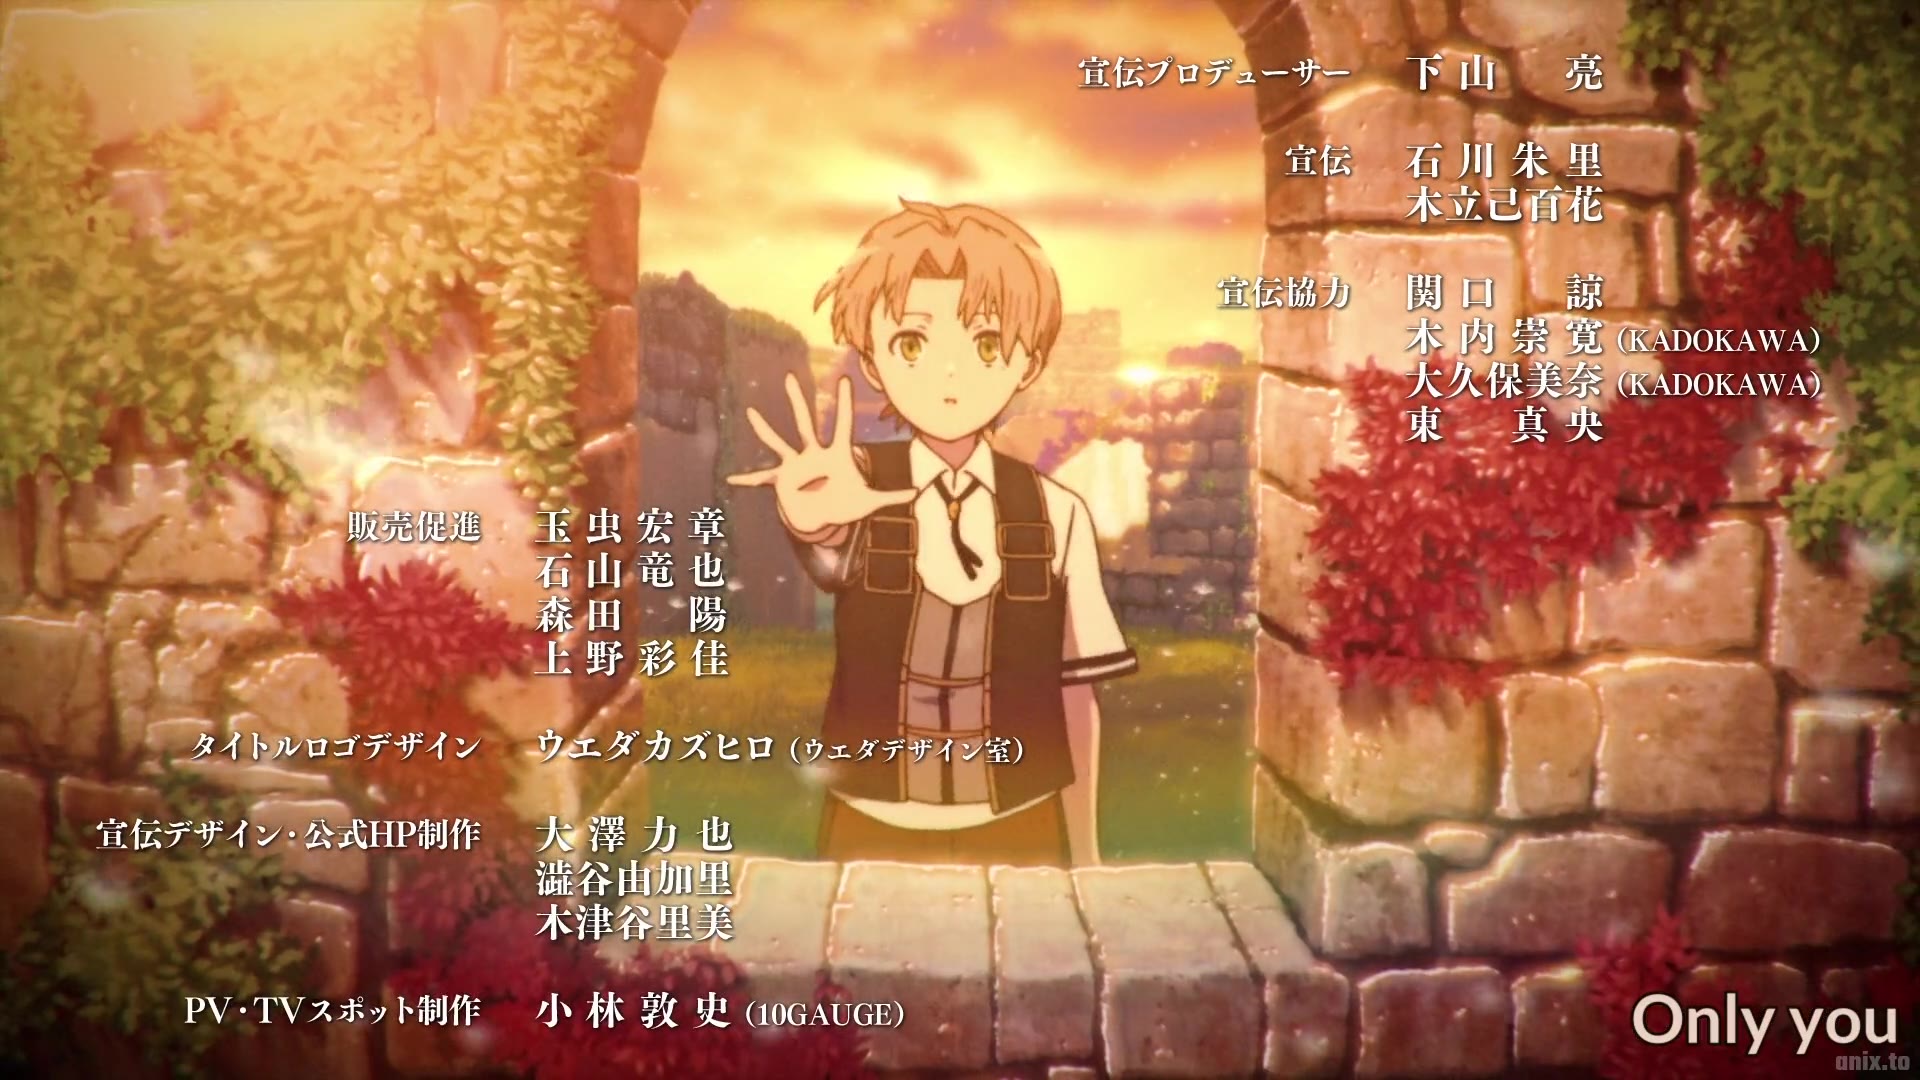 宣伝プロデューサー 下山 亮
宣伝 石川朱里
木立己百花
宣伝協力 関口 諒
木内崇寛(KADOKAWA)
大久保美奈(KADOKAWA)
東 真央
販売促進 玉虫宏章
石山竜也
森田 陽
上野彩佳
タイトルロゴデザイン ウエダカズヒロ(ウエダデザイン室)
宣伝デザイン・公式HP制作 大澤力也
澁谷由加里
木津谷里美
PV・TVスポット制作 小林敦史(10GAUGE)
Only you
anix.to